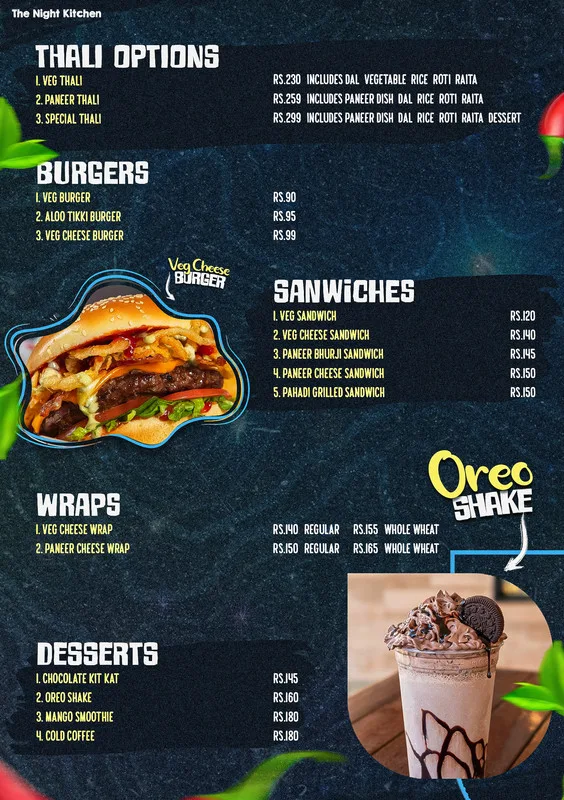 The Night Kitchen
THALI OPTIONS
1. VEG THALI RS.230 INCLUDES DAL VEGETABLE RICE ROTI RAITA
2. PANEER THALI RS.259 INCLUDES PANEER DISH DAL RICE ROTI RAITA
3. SPECIAL THALI RS.299 INCLUDES PANEER DISH DAL RICE ROTI RAITA DESSERT
BURGERS
1. VEG BURGER RS.90
2. ALOO TIKKI BURGER RS.95
3. VEG CHEESE BURGER RS.99
Veg Cheese
BURGER
SANWiCHES
1. VEG SANDWICH RS.120
2. VEG CHEESE SANDWICH RS.140
3. PANEER BHURJI SANDWICH RS.145
4. PANEER CHEESE SANDWICH RS.150
5. PAHADI GRILLED SANDWICH RS.150
Oreo
SHAKE
WRAPS
1. VEG CHEESE WRAP RS.140 REGULAR RS.155 WHOLE WHEAT
2. PANEER CHEESE WRAP RS.150 REGULAR RS.165 WHOLE WHEAT
DESSERTS
1. CHOCOLATE KIT KAT RS.145
2. OREO SHAKE RS.160
3. MANGO SMOOTHIE RS.180
4. COLD COFFEE RS.180